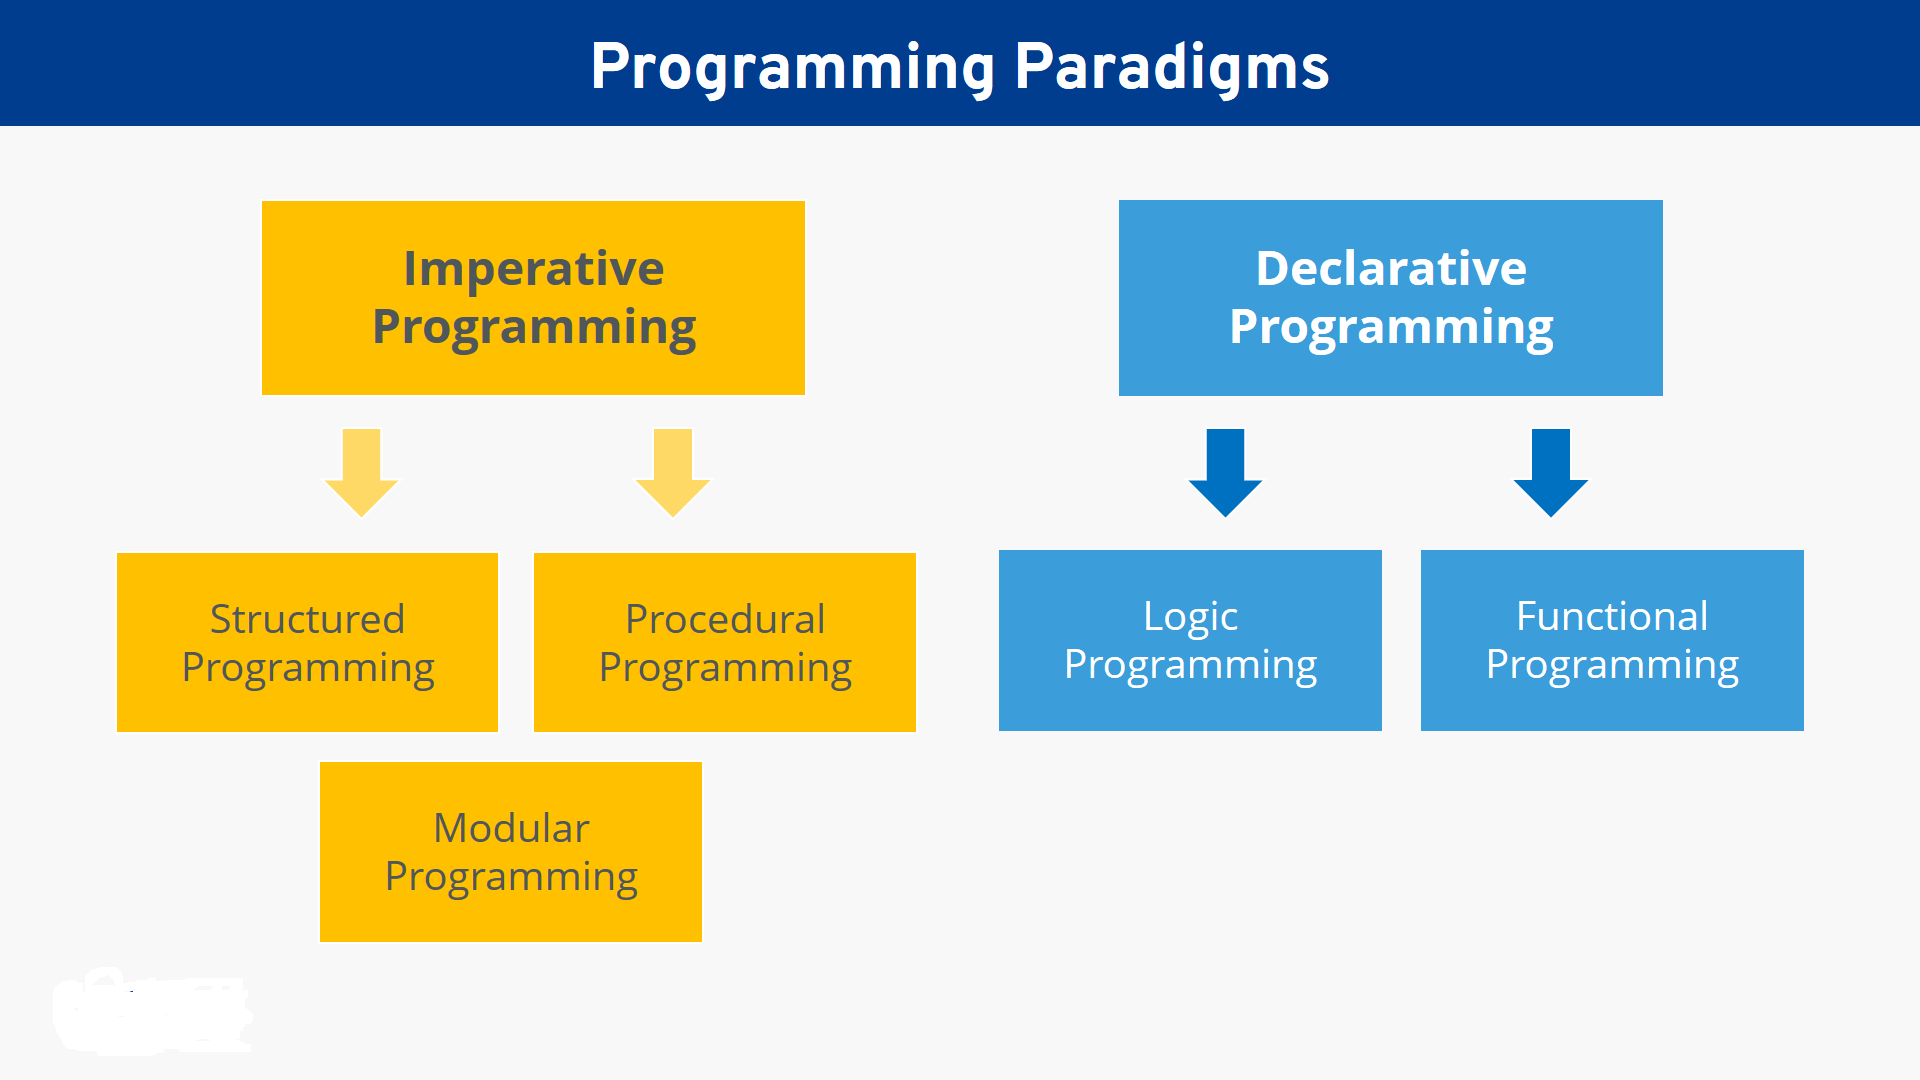 Programming Paradigms
Imperative
Programming
Declarative
Programming
Structured
Programming
Procedural
Programming
Logic
Programming
Functional
Programming
Modular
Programming